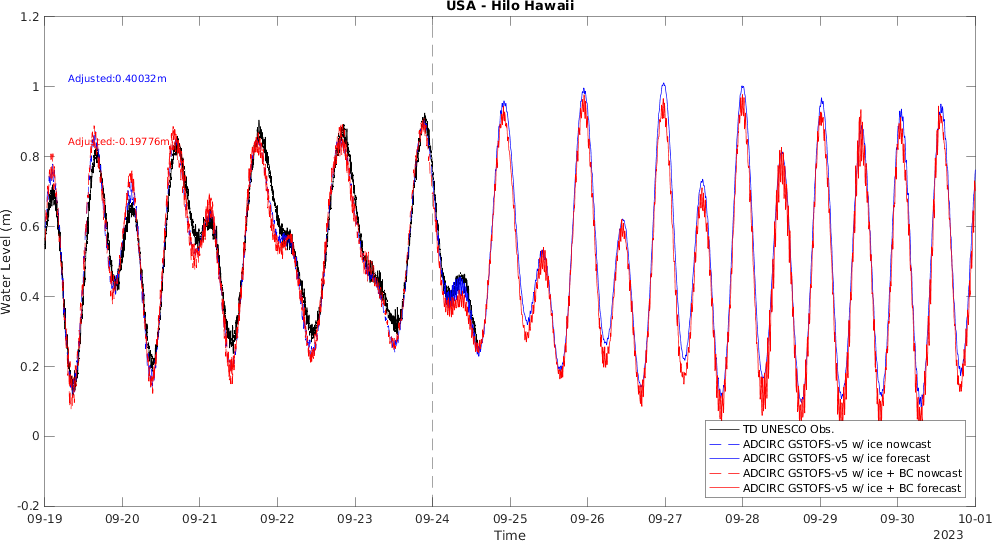 USA - Hilo Hawaii
1.2
1
0.8
0.6
0.4
0.2
0
-0.2
Water Level (m)
Adjusted:0.40032m
Adjusted:-0.19776m
TD UNESCO Obs.
ADCIRC GSTOFS-v5 w/ ice nowcast
ADCIRC GSTOFS-v5 w/ ice forecast
ADCIRC GSTOFS-v5 w/ ice + BC nowcast
ADCIRC GSTOFS-v5 w/ ice + BC forecast
09-19 09-20 09-21 09-22 09-23 09-24 09-25 09-26 09-27 09-28 09-29 09-30 10-01
Time
2023